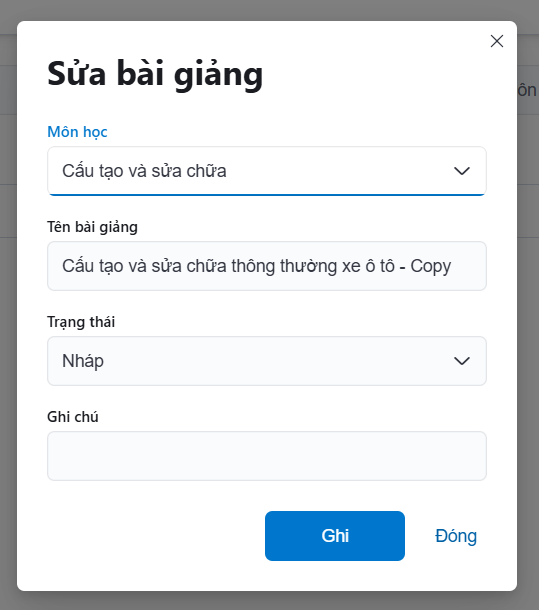 Sửa bài giảng
ôn
Môn học
Cấu tạo và sửa chữa
Tên bài giảng
Cấu tạo và sửa chữa thông thường xe ô tô - Copy
Trạng thái
Nháp
Ghi chú
Ghi
Đóng